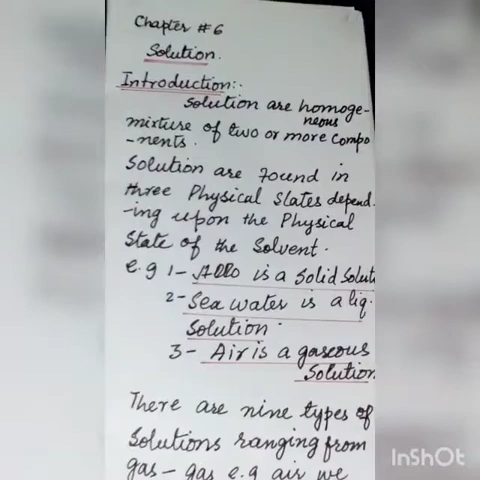 Chapter #6
Solution.
Introduction:-
Solution are homoge-
neous
mixture of two or more compo
-nents.
Solution are found in
three Physical States depend
-ing upon the Physical
State of the Solvent.
e.g 1- is a Solid Solut
2- Sea water is a liq.
Solution.
3- Air is a gaseous
Solution
There are nine types of
Solutions ranging from
gas - gas e.g air we
InShOt